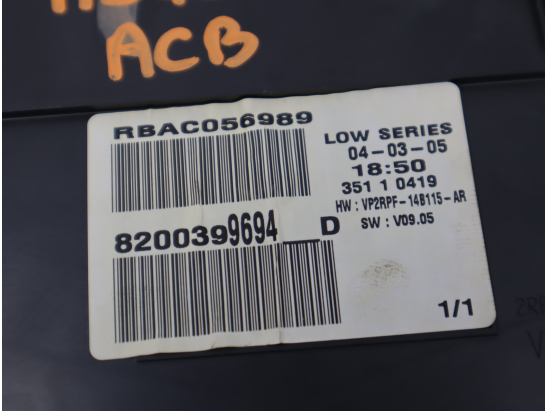 ACB
RBAC056989
LOW SERIES
04-03-05
18:50
351 1 0419
HW : VP2RPF-14B115-AR
SW : V09.05
8200399694__D
1/1